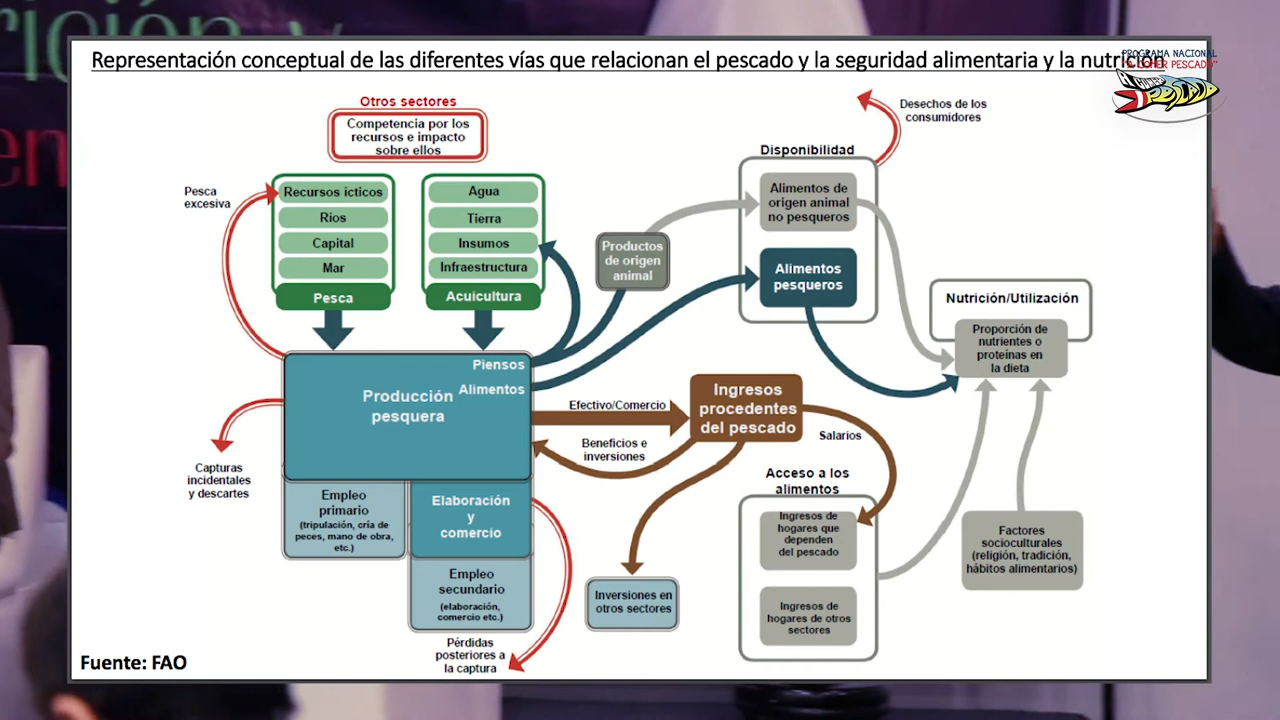 Representación conceptual de las diferentes vías que relacionan el pescado y la seguridad alimentaria y la nutrición
PROGRAMA NACIONAL
"A COMER PESCADO"
Otros sectores
Competencia por los
recursos e impacto
sobre ellos
Desechos de los
consumidores
Disponibilidad
Pesca
excesiva
Recursos ícticos
Ríos
Capital
Mar
Pesca
Agua
Tierra
Insumos
Infraestructura
Acuicultura
Productos
de origen
animal
Alimentos de
origen animal
no pesqueros
Alimentos
pesqueros
Nutrición/Utilización
Proporción de
nutrientes o
proteínas en
la dieta
Piensos
Alimentos
Producción
pesquera
Efectivo/Comercio
Ingresos
procedentes
del pescado
Beneficios e
inversiones
Salarios
Capturas
incidentales
y descartes
Empleo
primario
(tripulación, cría de
peces, mano de obra,
etc.)
Elaboración
y
comercio
Empleo
secundario
(elaboración,
comercio etc.)
Acceso a los
alimentos
Ingresos de
hogares que
dependen
del pescado
Ingresos de
hogares de otros
sectores
Factores
socioculturales
(religión, tradición,
hábitos alimentarios)
Inversiones en
otros sectores
Pérdidas
posteriores a
la captura
Fuente: FAO